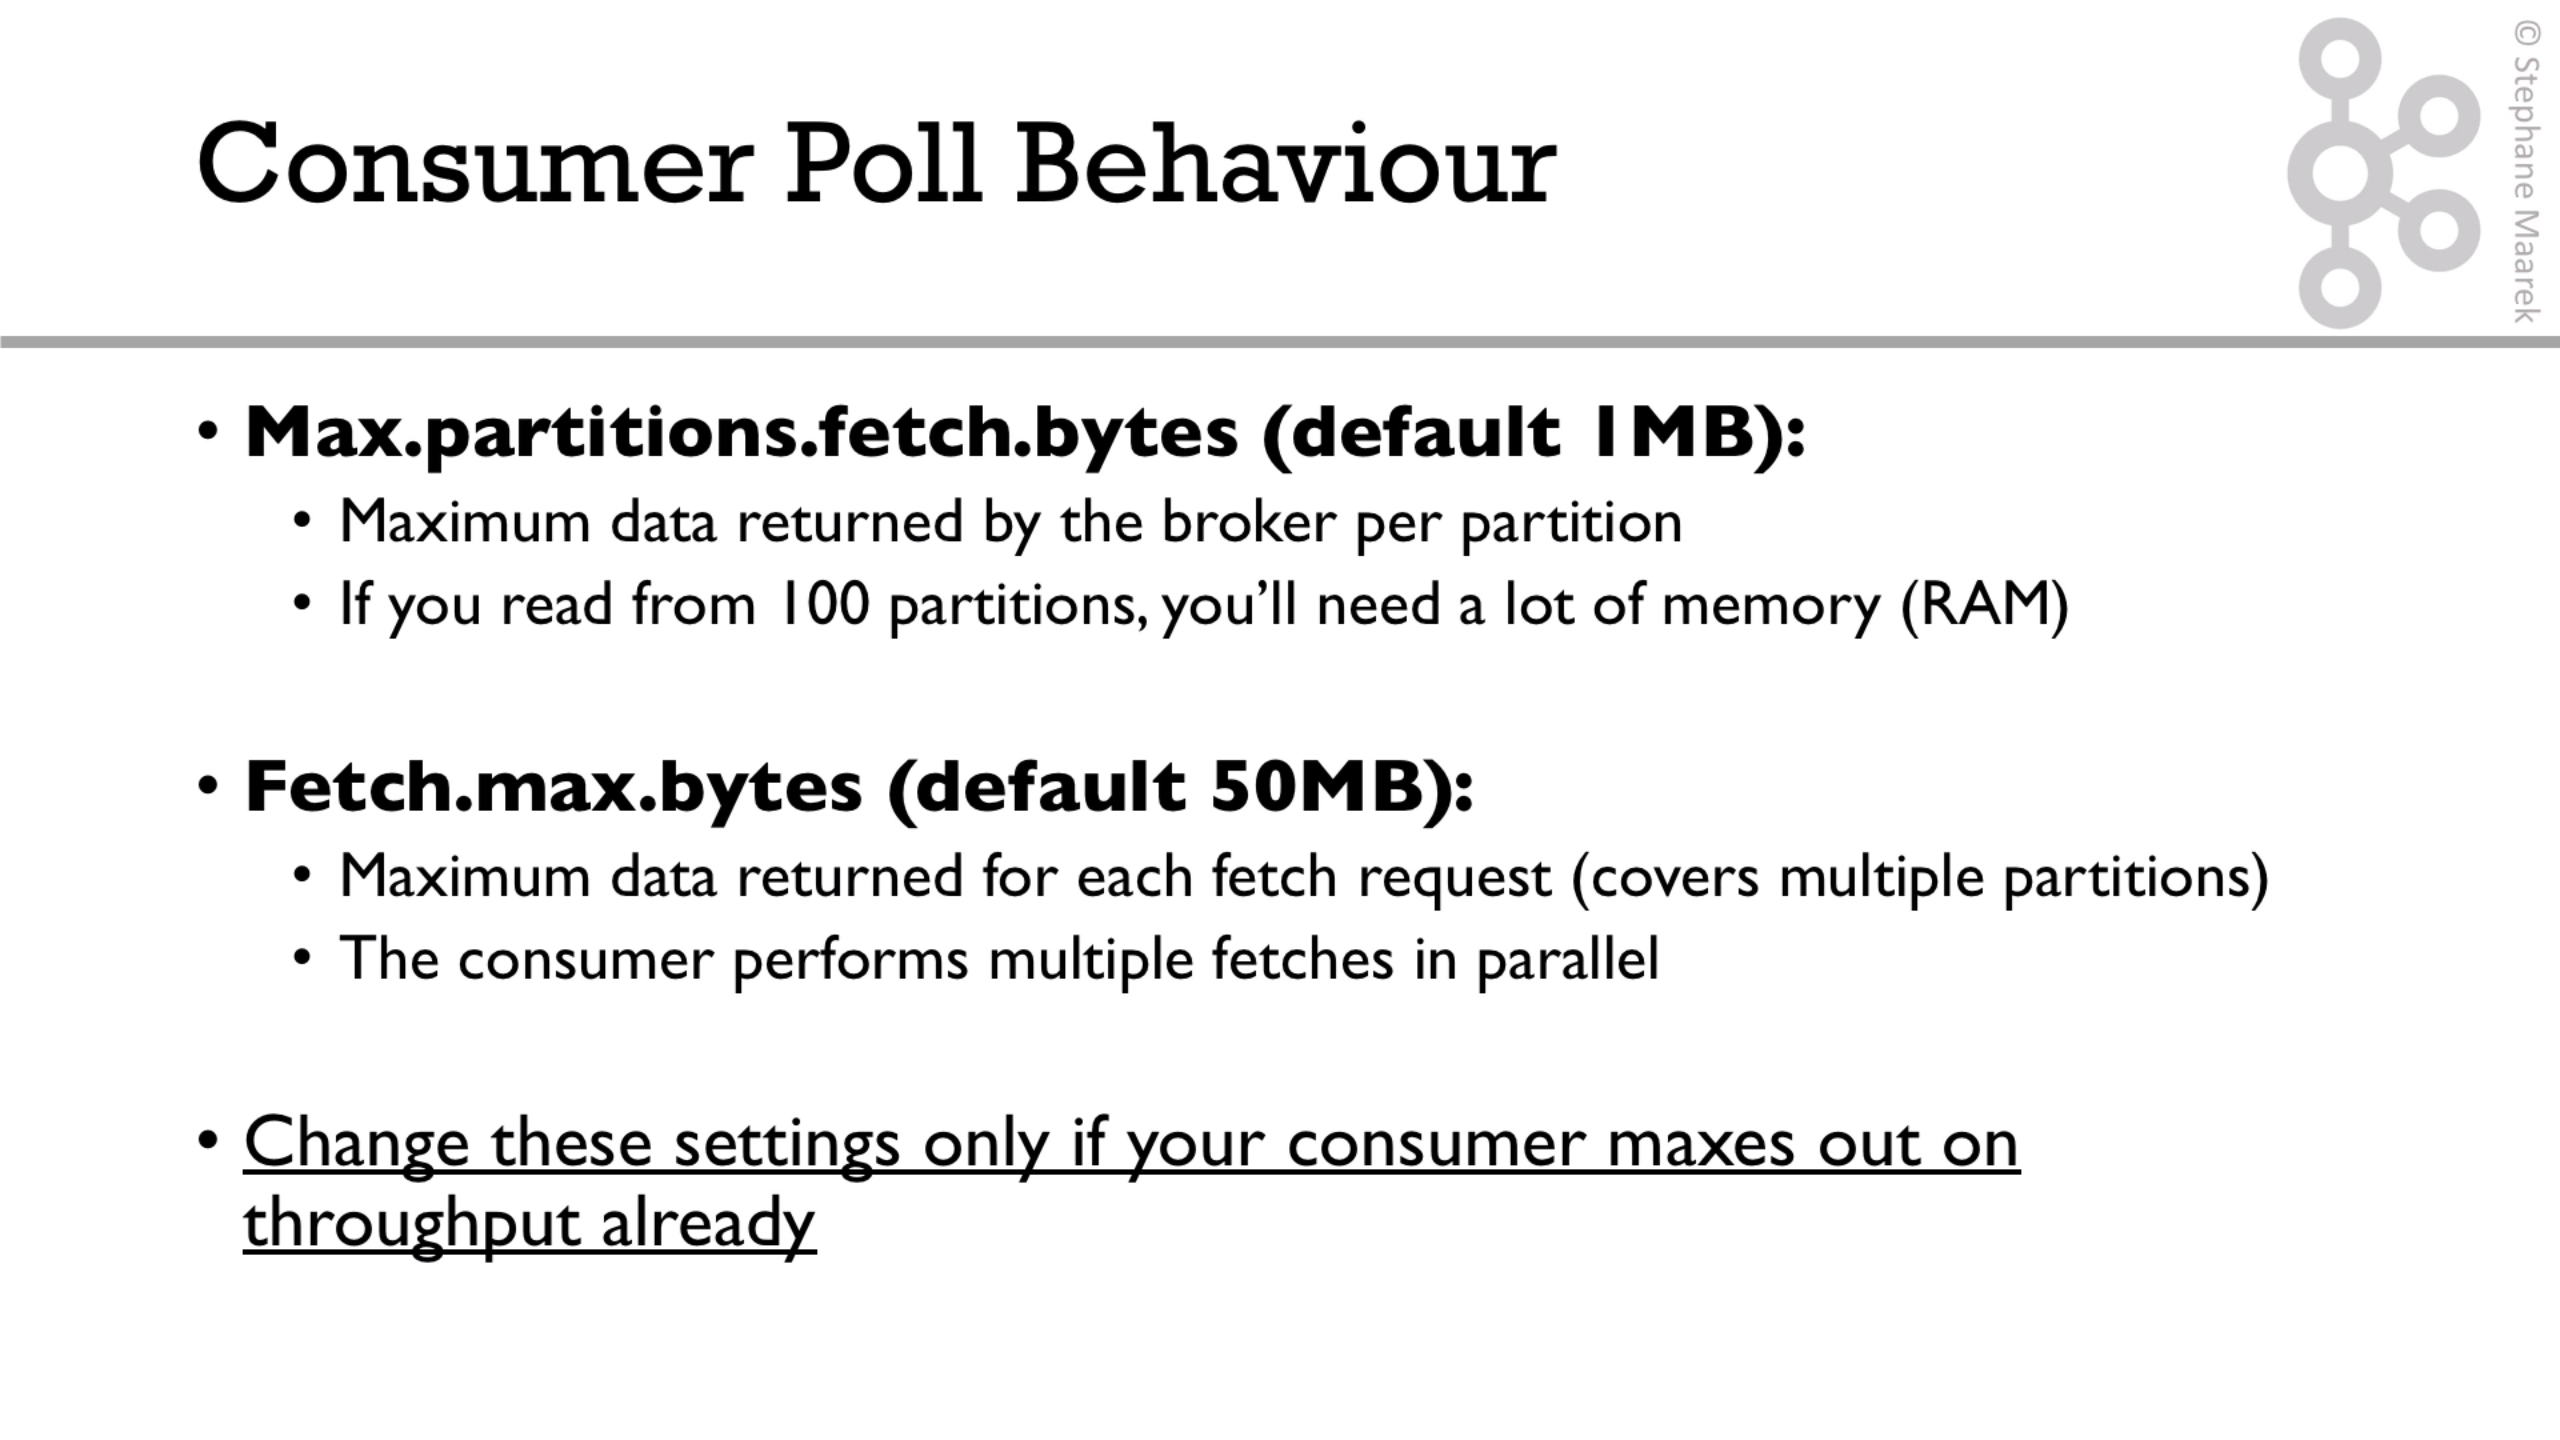 Consumer Poll Behaviour
© Stephane Maarek
• Max.partitions.fetch.bytes (default 1MB):
• Maximum data returned by the broker per partition
• If you read from 100 partitions, you’ll need a lot of memory (RAM)
• Fetch.max.bytes (default 50MB):
• Maximum data returned for each fetch request (covers multiple partitions)
• The consumer performs multiple fetches in parallel
• Change these settings only if your consumer maxes out on
throughput already